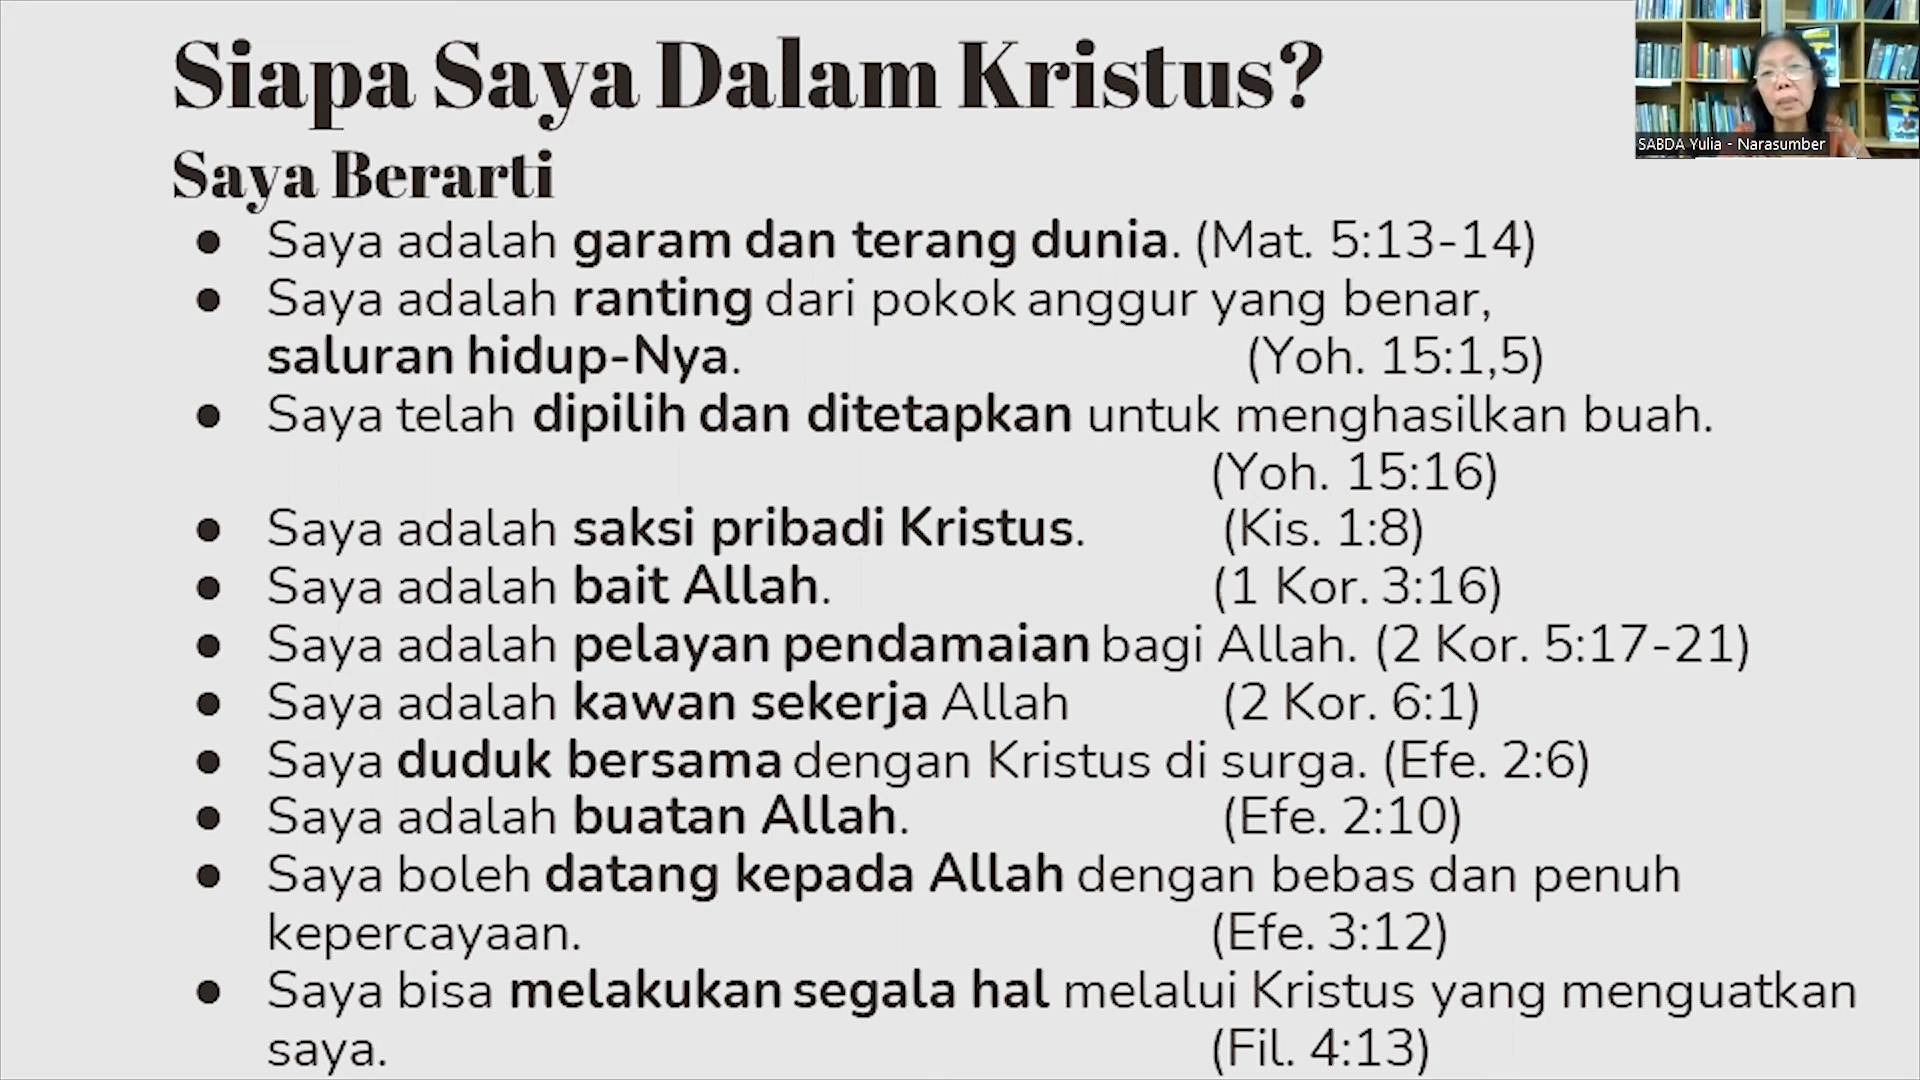 Siapa Saya Dalam Kristus?
SABDA Yulia - Narasumber
Saya Berarti
● Saya adalah garam dan terang dunia. (Mat. 5:13-14)
● Saya adalah ranting dari pokok anggur yang benar,
saluran hidup-Nya. (Yoh. 15:1,5)
● Saya telah dipilih dan ditetapkan untuk menghasilkan buah.
(Yoh. 15:16)
● Saya adalah saksi pribadi Kristus. (Kis. 1:8)
● Saya adalah bait Allah. (1 Kor. 3:16)
● Saya adalah pelayan pendamaian bagi Allah. (2 Kor. 5:17-21)
● Saya adalah kawan sekerja Allah (2 Kor. 6:1)
● Saya duduk bersama dengan Kristus di surga. (Efe. 2:6)
● Saya adalah buatan Allah. (Efe. 2:10)
● Saya boleh datang kepada Allah dengan bebas dan penuh
kepercayaan. (Efe. 3:12)
● Saya bisa melakukan segala hal melalui Kristus yang menguatkan
saya. (Fil. 4:13)